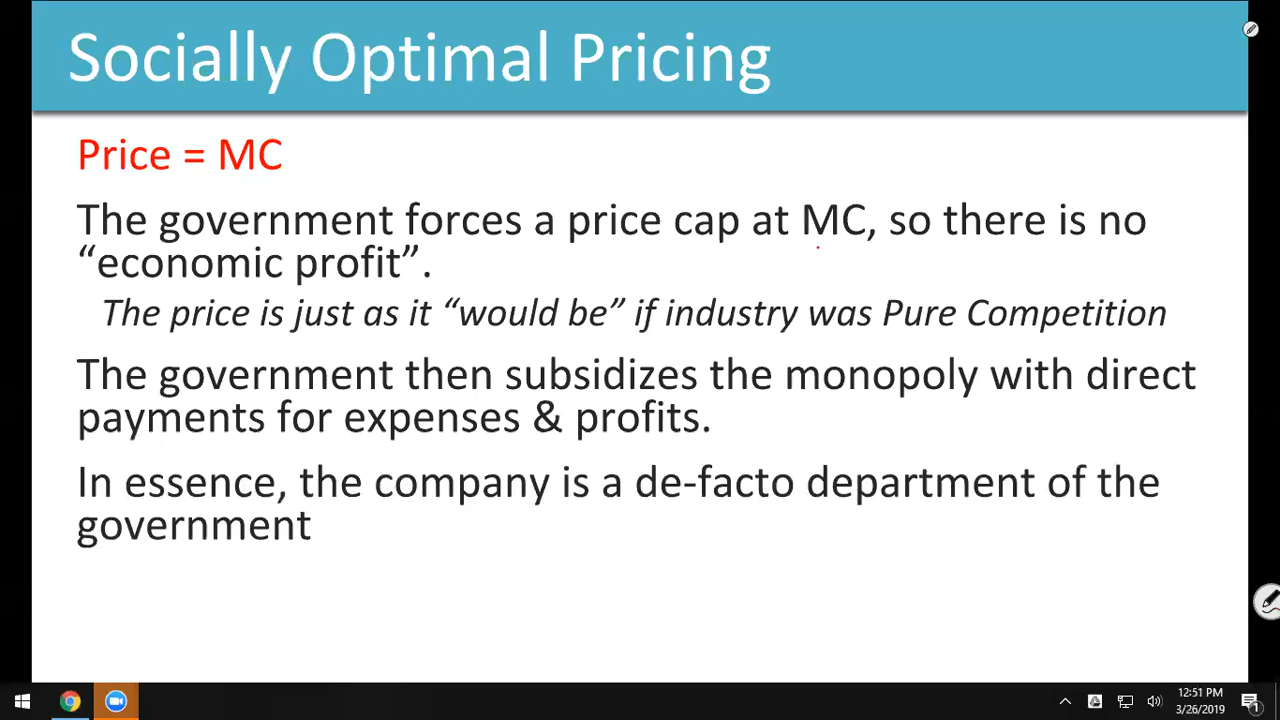 Socially Optimal Pricing
Price = MC
The government forces a price cap at MC, so there is no
“economic profit”.
The price is just as it “would be” if industry was Pure Competition
The government then subsidizes the monopoly with direct
payments for expenses & profits.
In essence, the company is a de-facto department of the
government
12:51 PM
3/26/2019
1